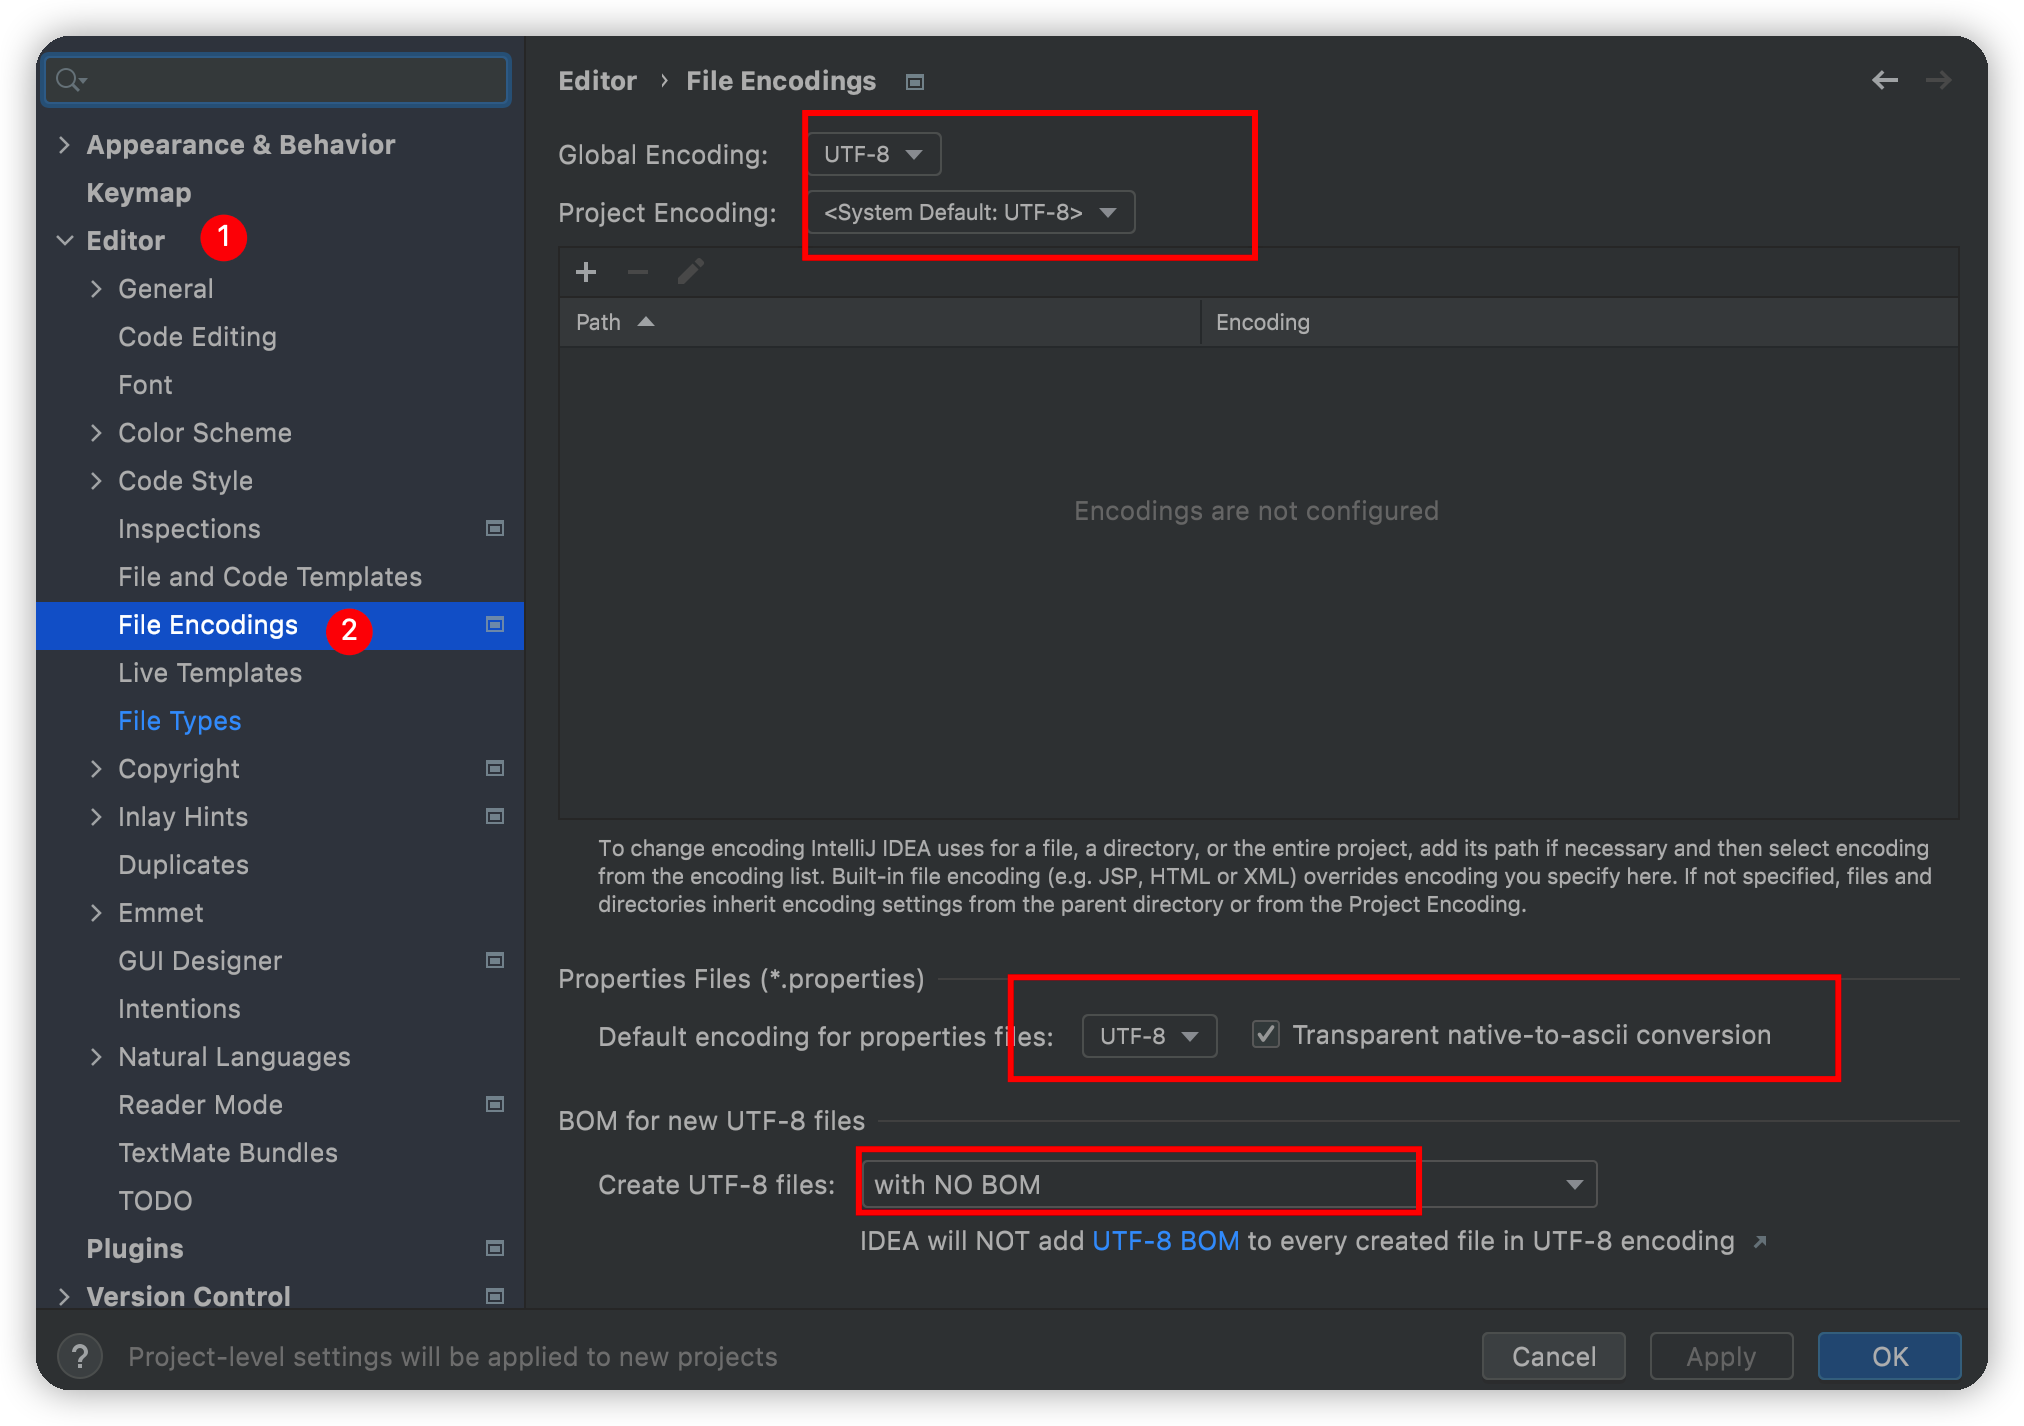 Appearance & Behavior
Keymap
Editor
1
General
Code Editing
Font
Color Scheme
Code Style
Inspections
File and Code Templates
File Encodings
2
Live Templates
File Types
Copyright
Inlay Hints
Duplicates
Emmet
GUI Designer
Intentions
Natural Languages
Reader Mode
TextMate Bundles
TODO
Plugins
Version Control
Editor › File Encodings
Global Encoding: UTF-8
Project Encoding: <System Default: UTF-8>
Path Encoding
Encodings are not configured
To change encoding IntelliJ IDEA uses for a file, a directory, or the entire project, add its path if necessary and then select encoding
from the encoding list. Built-in file encoding (e.g. JSP, HTML or XML) overrides encoding you specify here. If not specified, files and
directories inherit encoding settings from the parent directory or from the Project Encoding.
Properties Files (*.properties)
Default encoding for properties files: UTF-8 Transparent native-to-ascii conversion
BOM for new UTF-8 files
Create UTF-8 files: with NO BOM
IDEA will NOT add UTF-8 BOM to every created file in UTF-8 encoding
? Project-level settings will be applied to new projects
Cancel Apply OK